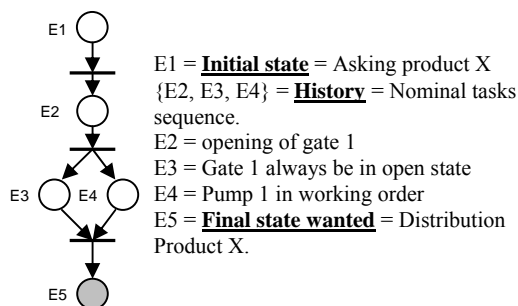 E1
E2
E3
E4
E5
E1 = Initial state = Asking product X
{E2, E3, E4} = History = Nominal tasks
sequence.
E2 = opening of gate 1
E3 = Gate 1 always be in open state
E4 = Pump 1 in working order
E5 = Final state wanted = Distribution
Product X.